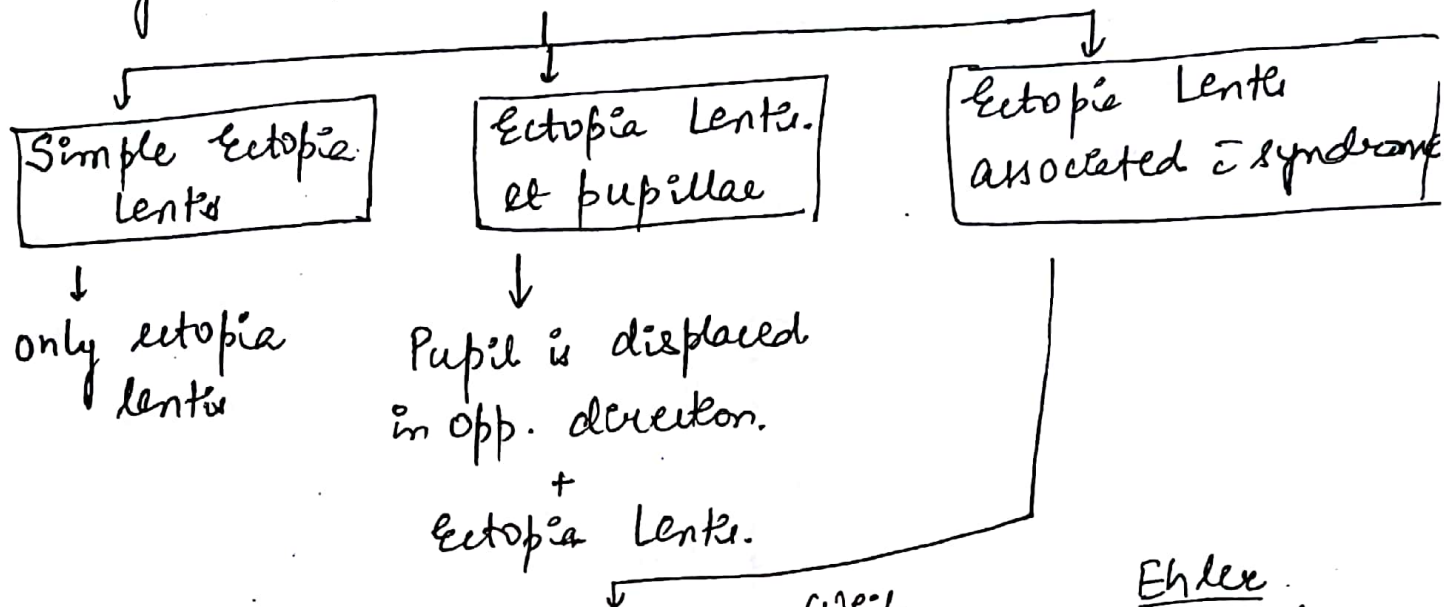 Simple Ectopia
Lentis
Ectopia Lentis.
et pupillae
Ectopia Lentis
associated c̄ syndrome
only ectopia
lentis
Pupil is displaced
in opp. direction.
+
Ectopia Lentis.
Ehler